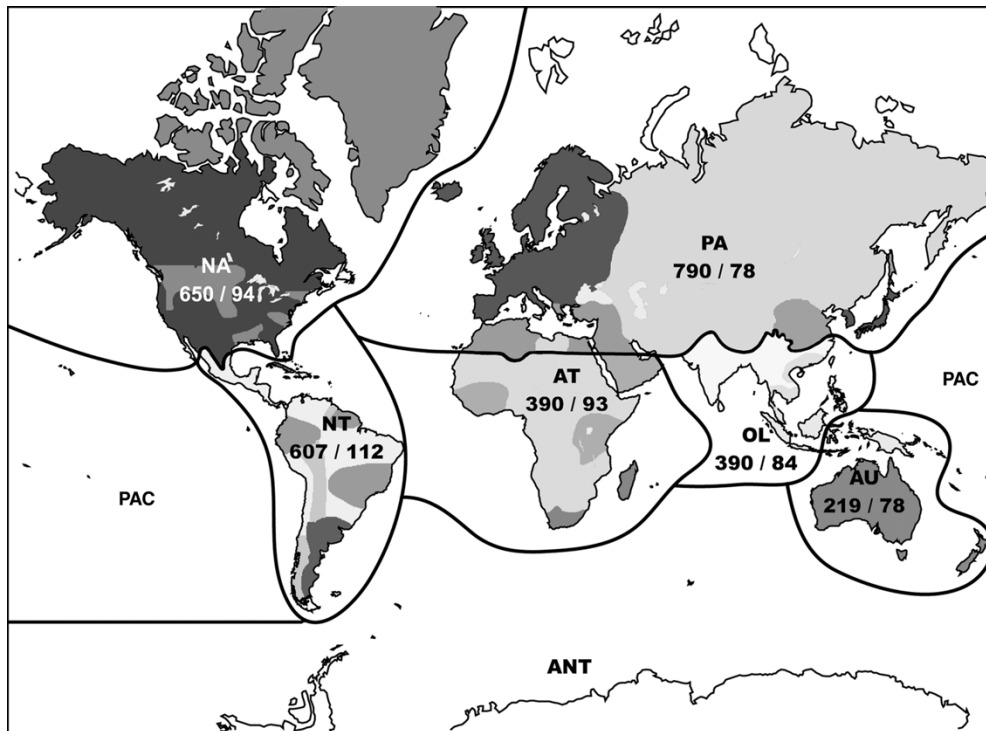 PA
790 / 78
NA
650 / 941
AT
390 / 93
PAC
NT
607 / 112
OL
390 / 84
AU
219 / 78
PAC
ANT